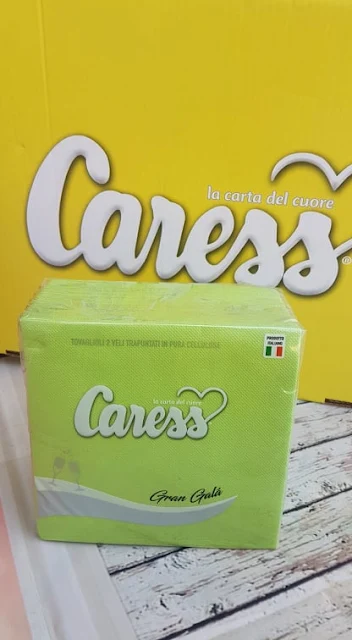 la carta del cuore
Caress®
TOVAGLIOLI 2 VELI TRAPUNTATI IN PURA CELLULOSA
PRODOTTO
ITALIANO
la carta del cuore
Caress
Gran Galà